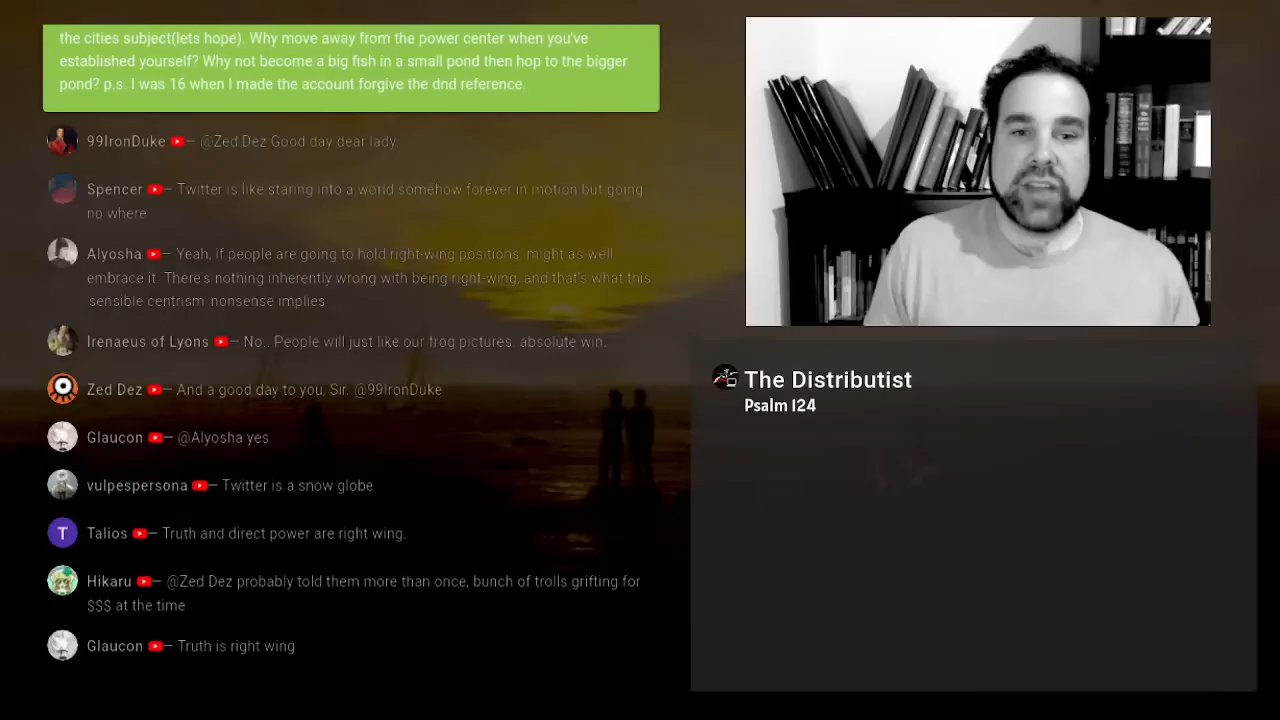 the cities subject(lets hope). Why move away from the power center when you've
established yourself? Why not become a big fish in a small pond then hop to the bigger
pond? p.s. I was 16 when I made the account forgive the dnd reference.
99IronDuke — @Zed Dez Good day dear lady
Spencer — Twitter is like staring into a world somehow forever in motion but going
no where
Alyosha — Yeah, if people are going to hold right-wing positions, might as well
embrace it. There's nothing inherently wrong with being right-wing, and that's what this
'sensible centrism' nonsense implies.
Irenaeus of Lyons — No.. People will just like our frog pictures. absolute win.
Zed Dez — And a good day to you, Sir. @99IronDuke
Glaucon — @Alyosha yes
vulpespersona — Twitter is a snow globe
T Talios — Truth and direct power are right wing.
Hikaru — @Zed Dez probably told them more than once, bunch of trolls grifting for
$$$ at the time
Glaucon — Truth is right wing
The Distributist
Psalm 124